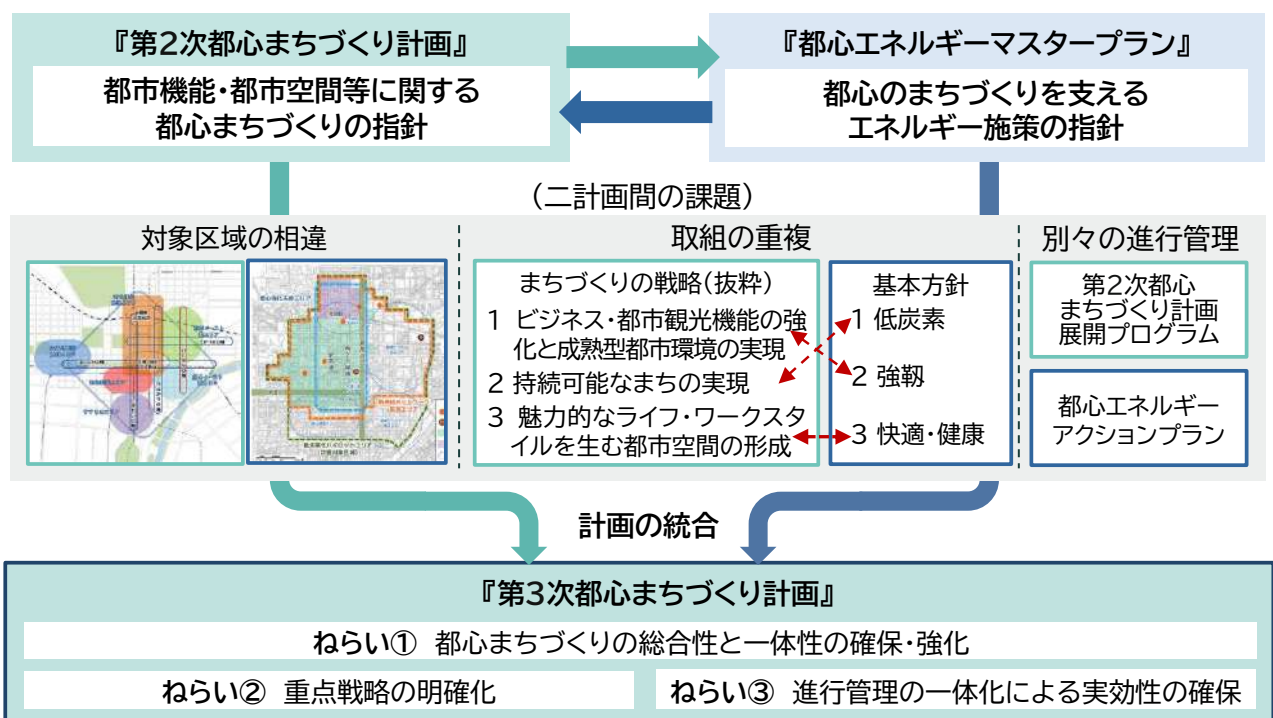 『第2次都心まちづくり計画』
都市機能・都市空間等に関する
都心まちづくりの指針
『都心エネルギーマスタープラン』
都心のまちづくりを支える
エネルギー施策の指針
（二計画間の課題）
対象区域の相違
取組の重複
まちづくりの戦略（抜粋）
1 ビジネス・都市観光機能の強
化と成熟型都市環境の実現
2 持続可能なまちの実現
3 魅力的なライフ・ワークスタ
イルを生む都市空間の形成
基本方針
1 低炭素
2 強靱
3 快適・健康
別々の進行管理
第2次都心
まちづくり計画
展開プログラム
都心エネルギー
アクションプラン
計画の統合
『第3次都心まちづくり計画』
ねらい① 都心まちづくりの総合性と一体性の確保・強化
ねらい② 重点戦略の明確化
ねらい③ 進行管理の一体化による実効性の確保